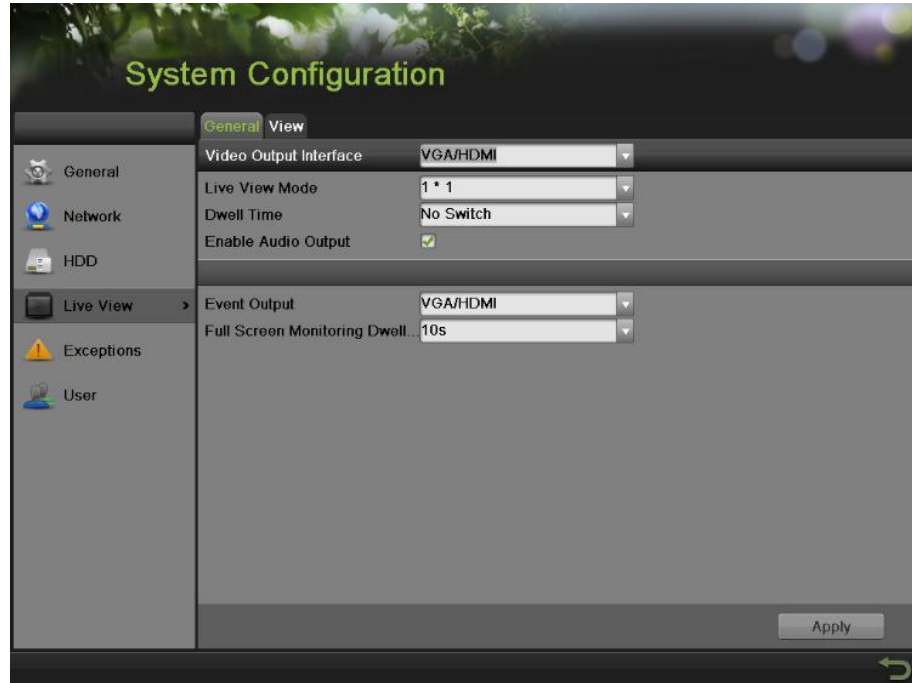 System Configuration
General View
Video Output Interface VGA/HDMI
General
Live View Mode 1 * 1
Network
Dwell Time No Switch
Enable Audio Output
HDD
Live View
Event Output VGA/HDMI
Full Screen Monitoring Dwell... 10s
Exceptions
User
Apply